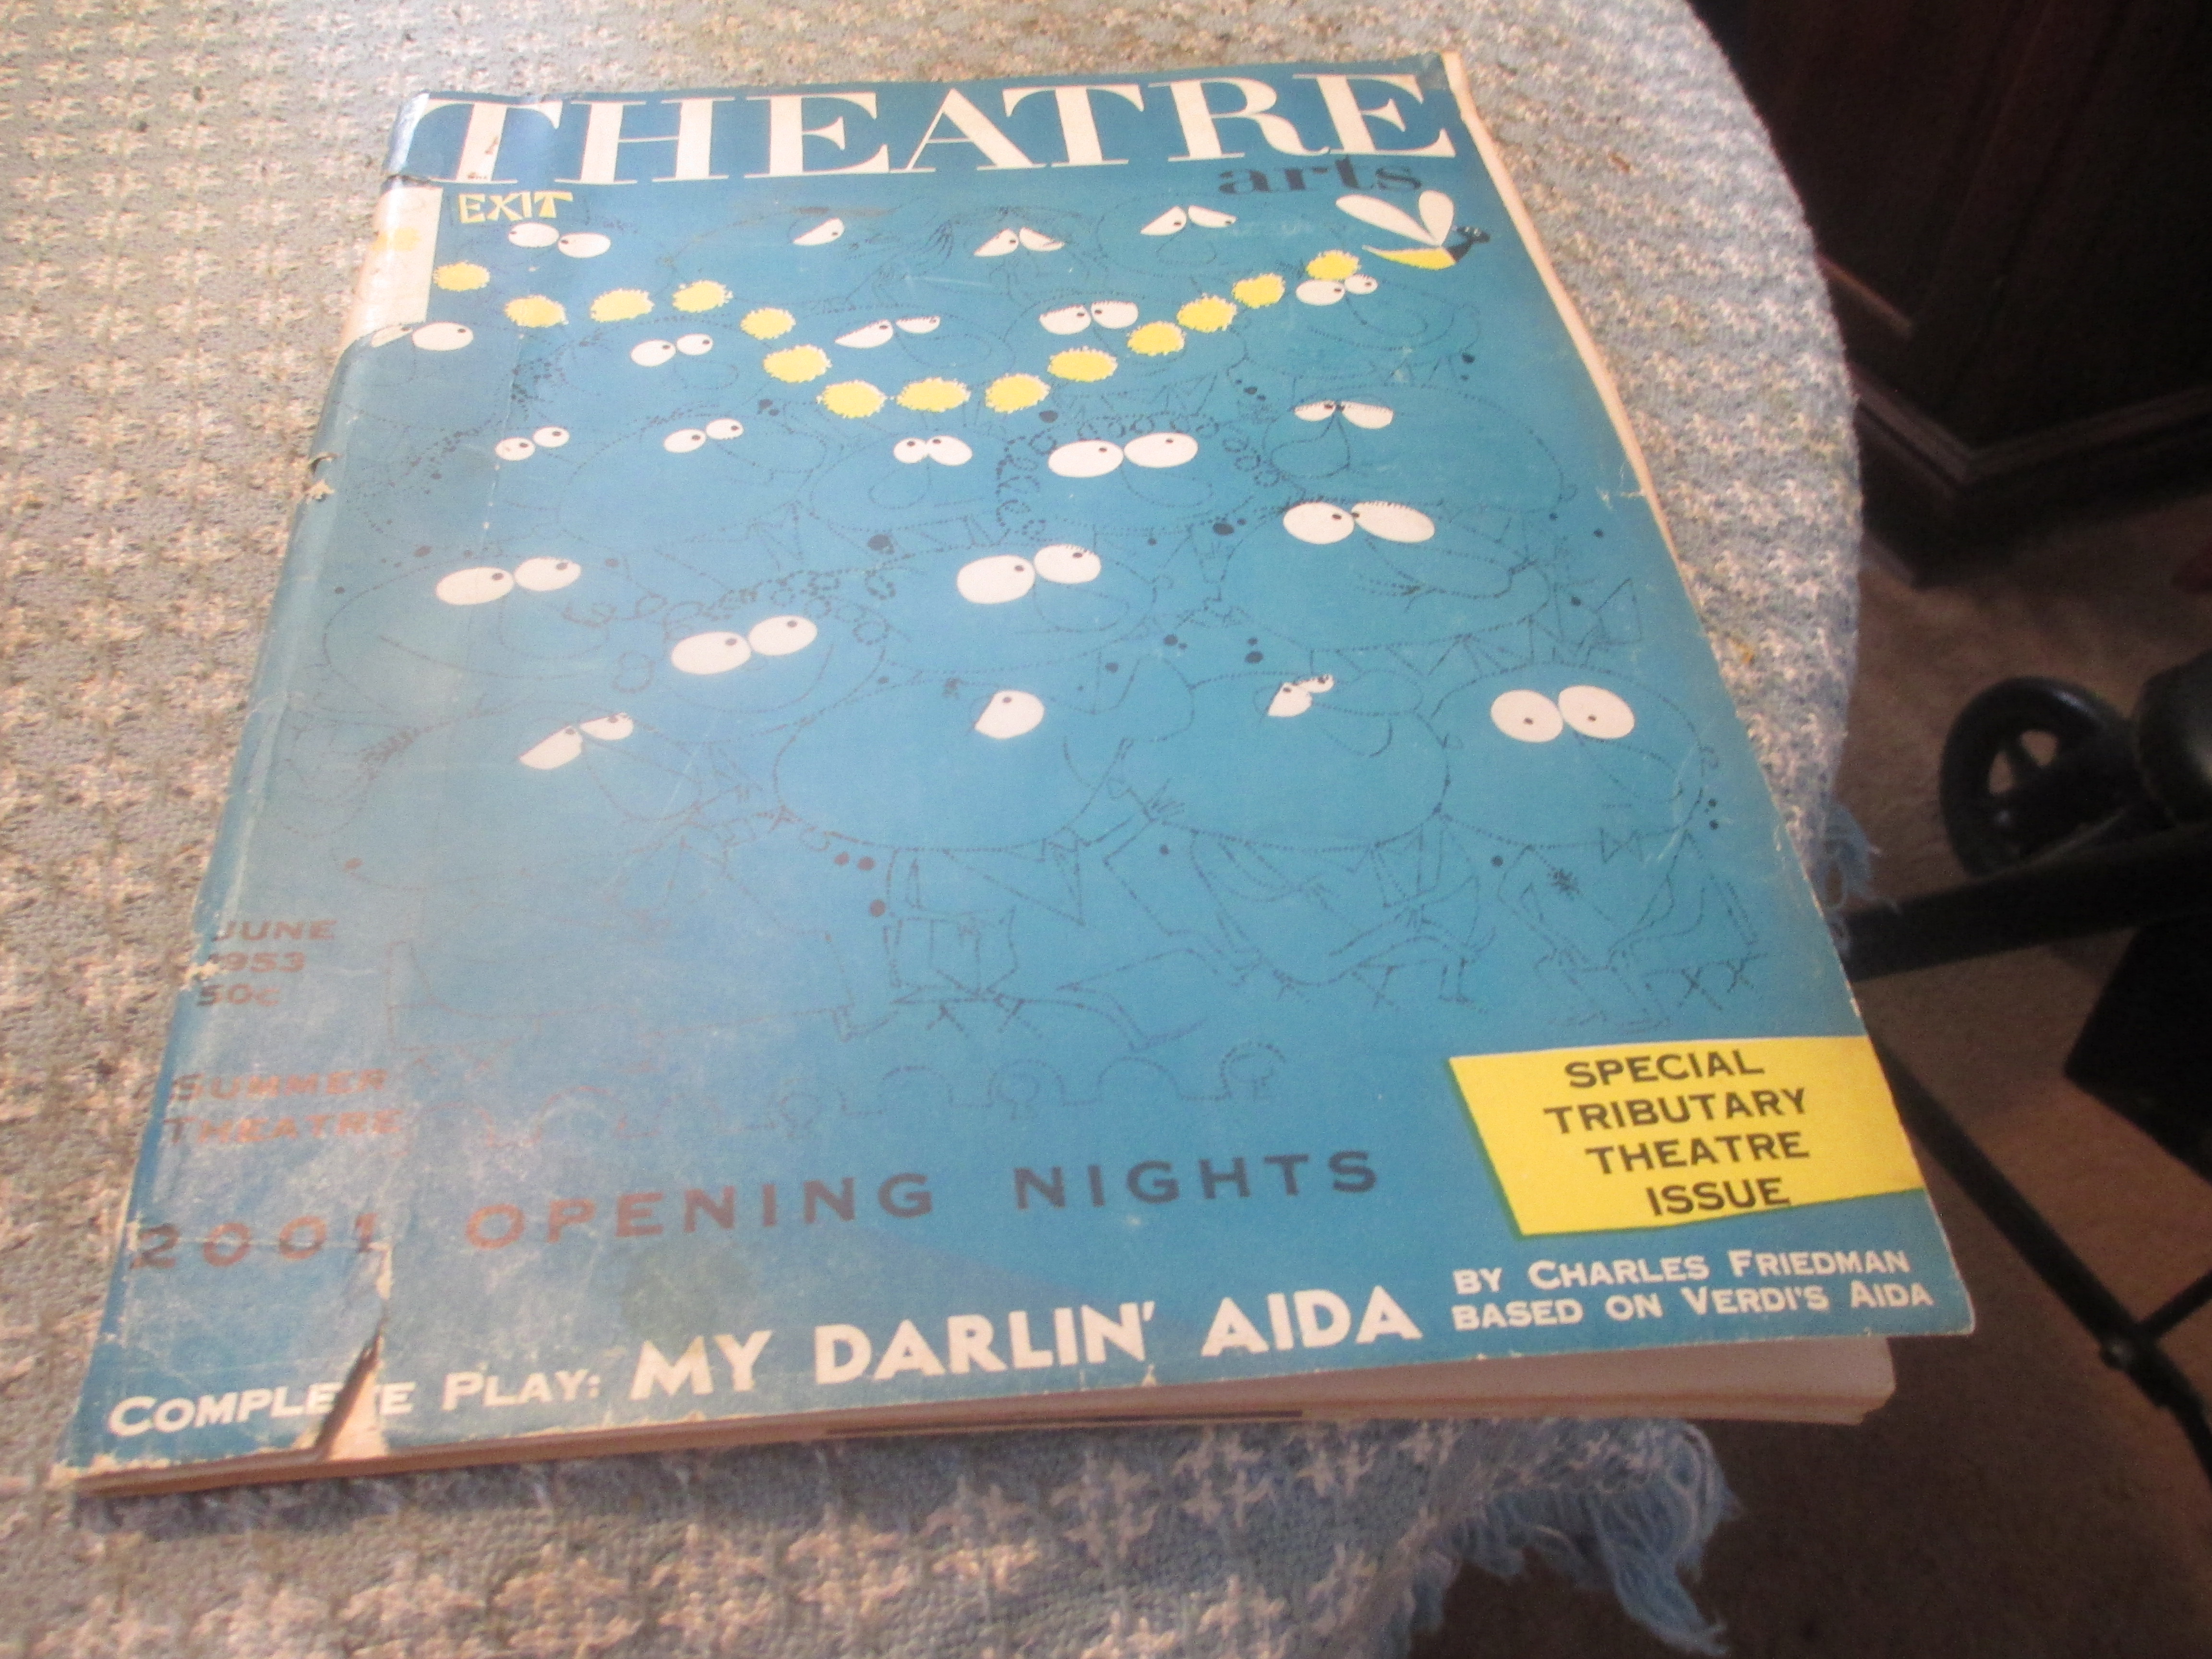 THEATRE
arts
EXIT
JUNE
1953
50¢
SUMMER
THEATRE
2001 OPENING NIGHTS
SPECIAL
TRIBUTARY
THEATRE
ISSUE
COMPLETE PLAY: MY DARLIN' AIDA
BY CHARLES FRIEDMAN
BASED ON VERDI'S AIDA